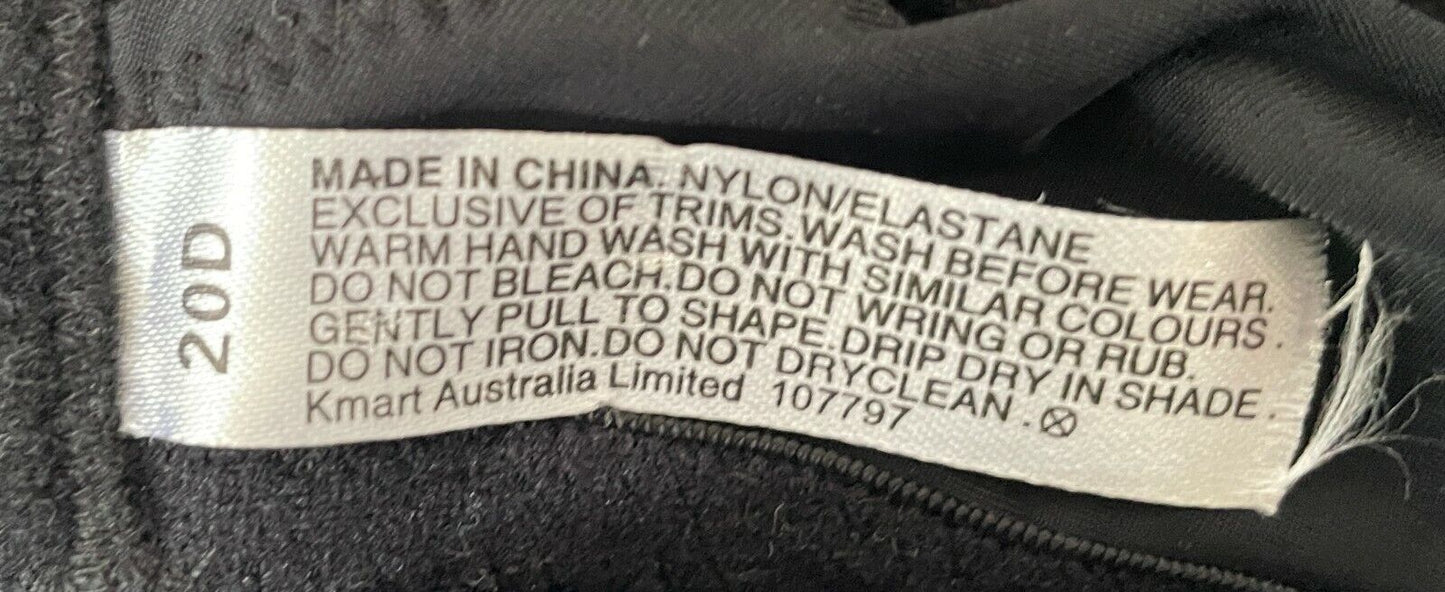 20D
MADE IN CHINA. NYLON/ELASTANE
EXCLUSIVE OF TRIMS.WASH BEFORE WEAR.
WARM HAND WASH WITH SIMILAR COLOURS.
DO NOT BLEACH.DO NOT WRING OR RUB.
GENTLY PULL TO SHAPE.DRIP DRY IN SHADE.
DO NOT IRON.DO NOT DRYCLEAN.
Kmart Australia Limited 107797